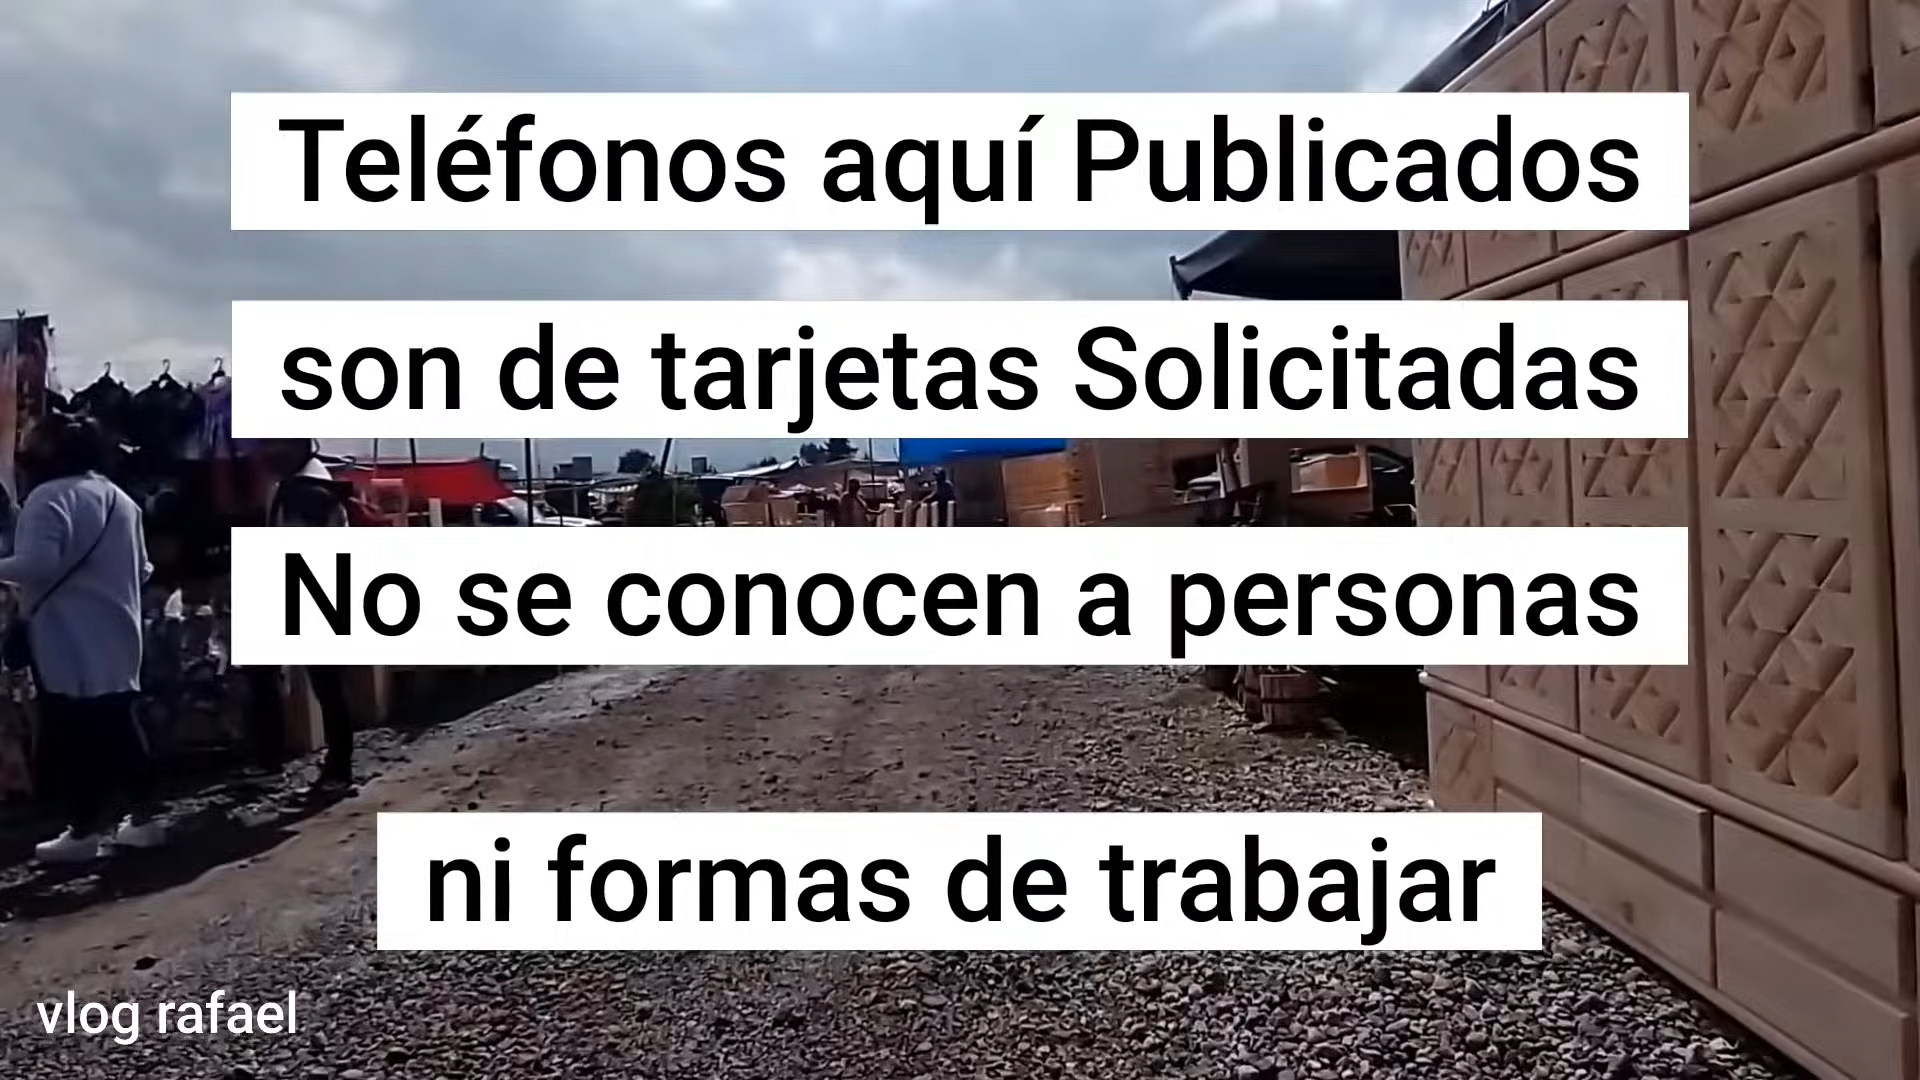 Teléfonos aquí Publicados
son de tarjetas Solicitadas
No se conocen a personas
ni formas de trabajar
vlog rafael